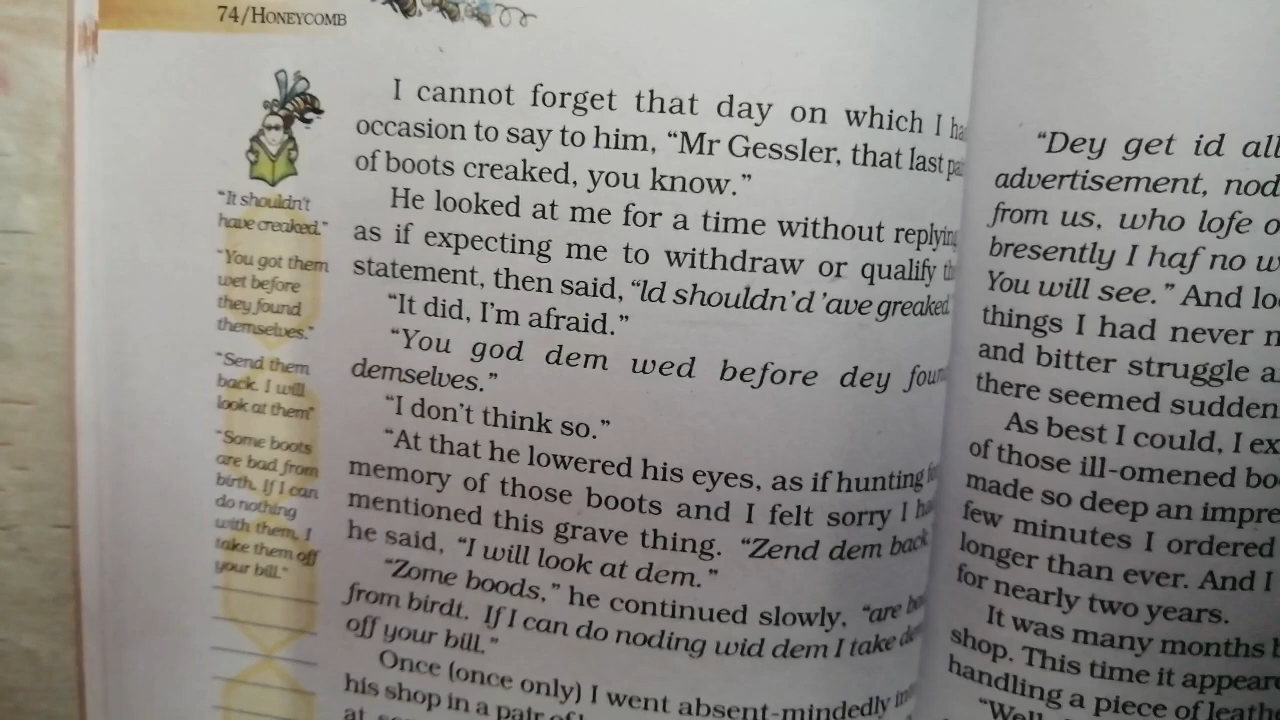 74/HONEYCOMB
I cannot forget that day on which I
occasion to say to him, “Mr Gessler, that last
of boots creaked, you know.”
He looked at me for a time without replying
as if expecting me to withdraw or qualify
statement, then said, “Id shouldn'd 'ave greaked
“It did, I'm afraid.”
“You god dem wed before dey
demselves.”
“I don't think so.”
“At that he lowered his eyes, as if hunting
memory of those boots and I felt sorry I
mentioned this grave thing. “Zend dem back
he said, “I will look at dem.”
“Zome boods,” he continued slowly, “are
from birdt. If I can do noding wid dem I take
off your bill.”
Once (once only) I went absent-mindedly
his shop in a pair of
at
“It shouldn't
have creaked.”
“You got them
wet before
they found
themselves.”
“Send them
back. I will
look at them”
“Some boots
are bad from
birth. If I can
do nothing
with them, I
take them off
your bill.”
“Dey get id all
advertisement, nod
from us, who lofe
bresently I haf no
You will see.” And
things I had never
and bitter struggle
there seemed
As best I could, I
of those ill-omened
made so deep an
few minutes I ordered
longer than ever. And I
for nearly two years.
It was many months
shop. This time it
handling a piece of
“Well